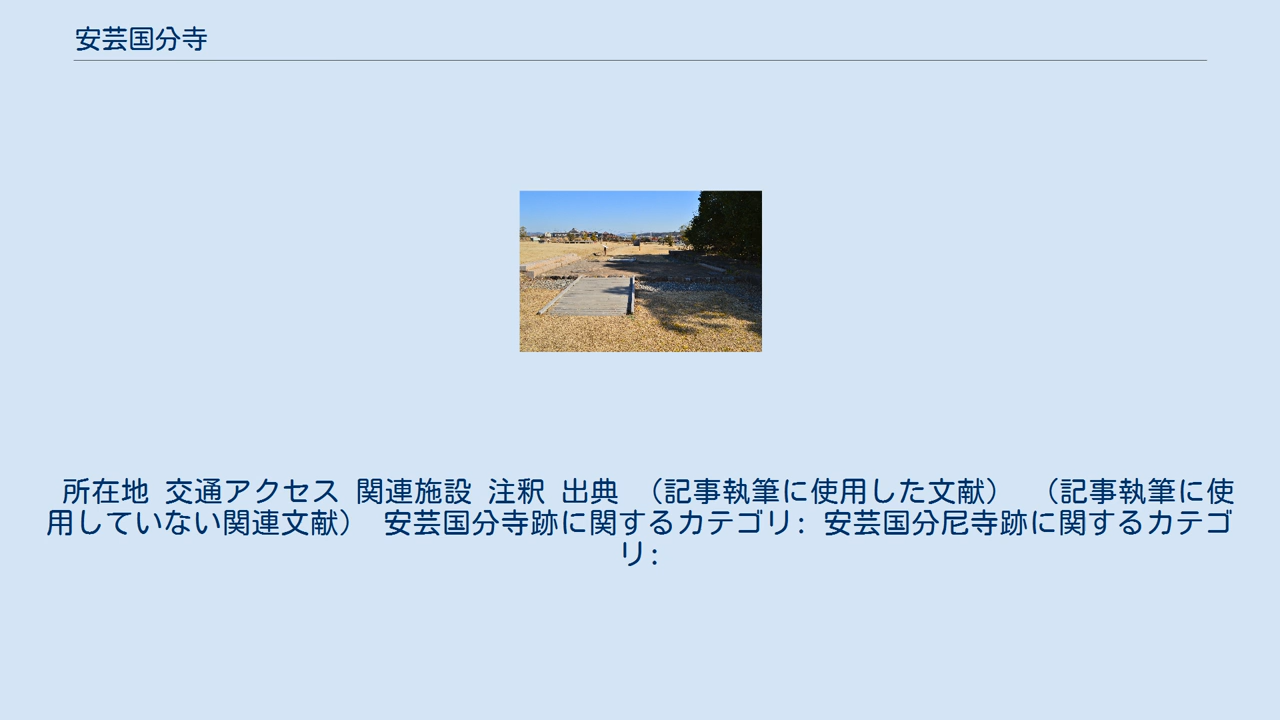 安芸国分寺
所在地 交通アクセス 関連施設 注釈 出典 （記事執筆に使用した文献） （記事執筆に使
用していない関連文献） 安芸国分寺跡に関するカテゴリ: 安芸国分尼寺跡に関するカテゴ
リ: